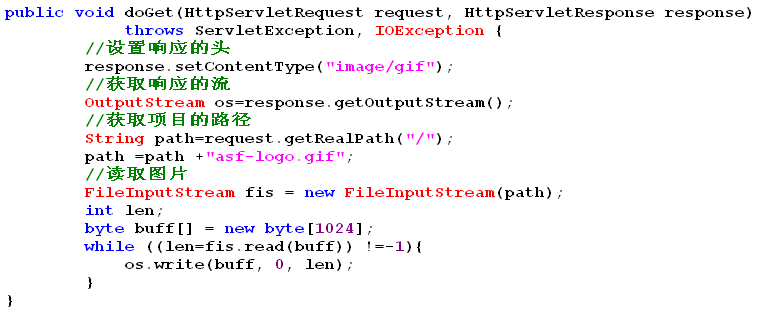 public void doGet(HttpServletRequest request, HttpServletResponse response)
throws ServletException, IOException {
//设置响应的头
response.setContentType("image/gif");
//获取响应的流
OutputStream os=response.getOutputStream();
//获取项目的路径
String path=request.getRealPath("/");
path =path +"asf-logo.gif";
//读取图片
FileInputStream fis = new FileInputStream(path);
int len;
byte buff[] = new byte[1024];
while ((len=fis.read(buff)) !=-1){
os.write(buff, 0, len);
}
}